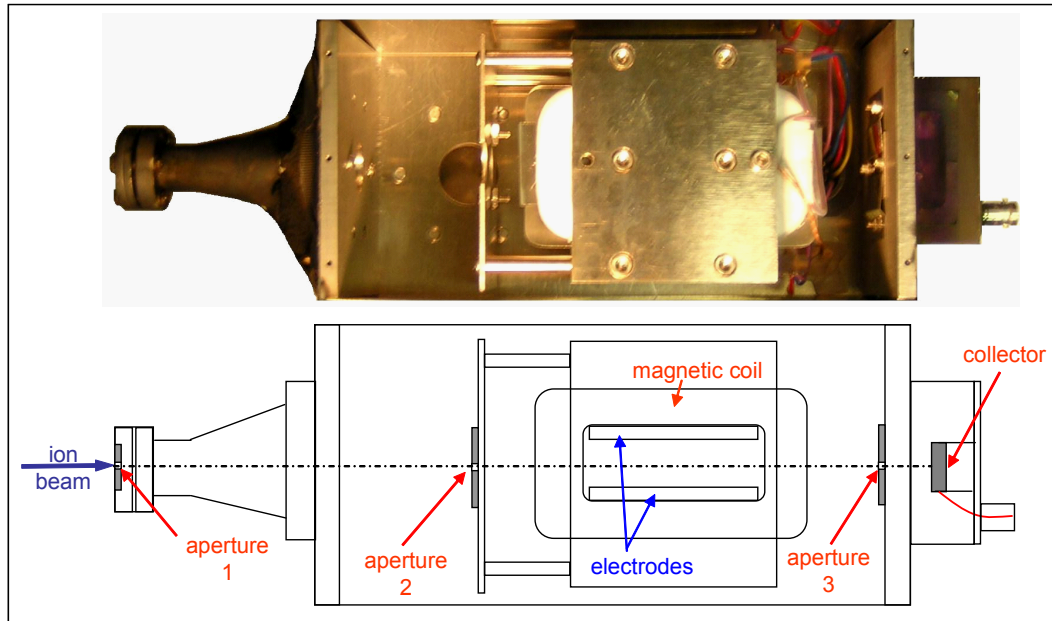 magnetic coil
collector
ion
beam
aperture
1
aperture
2
electrodes
aperture
3